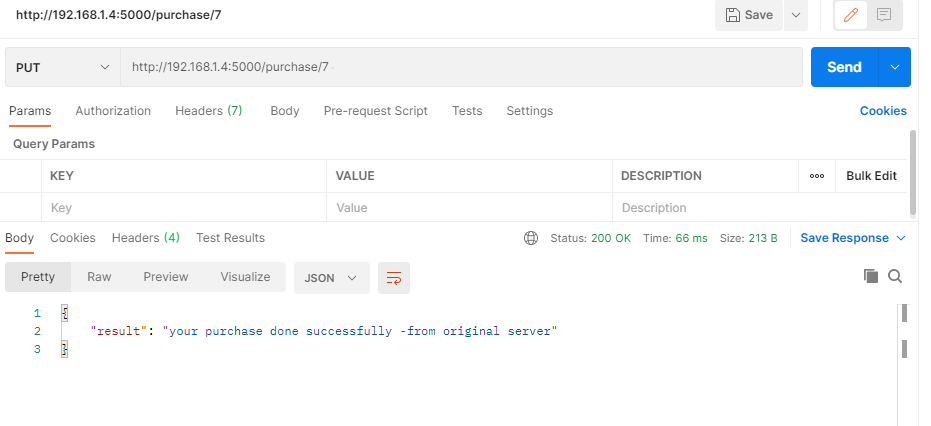 http://192.168.1.4:5000/purchase/7
Save
PUT http://192.168.1.4:5000/purchase/7 Send
Params Authorization Headers (7) Body Pre-request Script Tests Settings Cookies
Query Params
KEY VALUE DESCRIPTION ooo Bulk Edit
Key Value Description
Body Cookies Headers (4) Test Results Status: 200 OK Time: 66 ms Size: 213 B Save Response
Pretty Raw Preview Visualize JSON
1 {
2 "result": "your purchase done successfully -from original server"
3 }